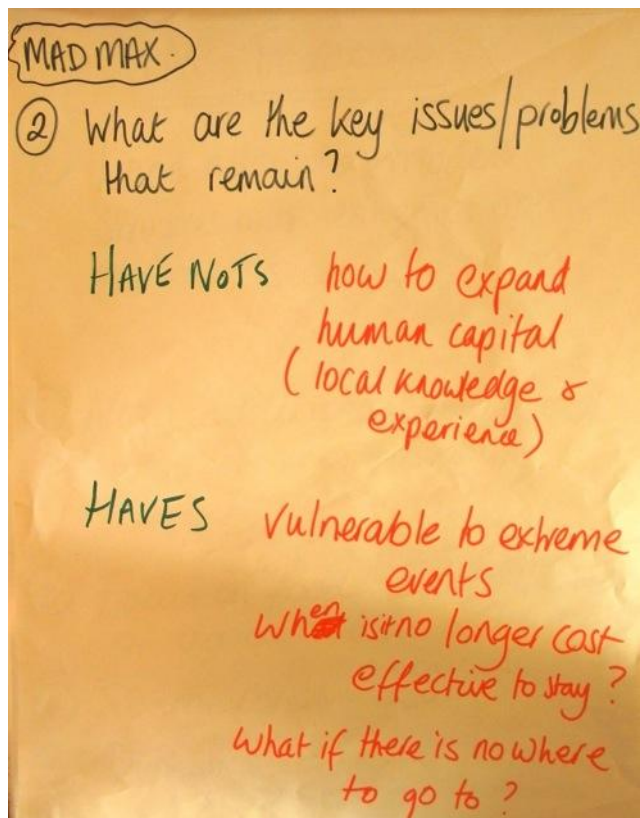 MAD MAX.
② What are the key issues/problems
that remain?
HAVE NOTS how to expand
human capital
(local knowledge &
experience)
HAVES Vulnerable to extreme
events
When is it no longer cost
effective to stay?
What if there is nowhere
to go to?